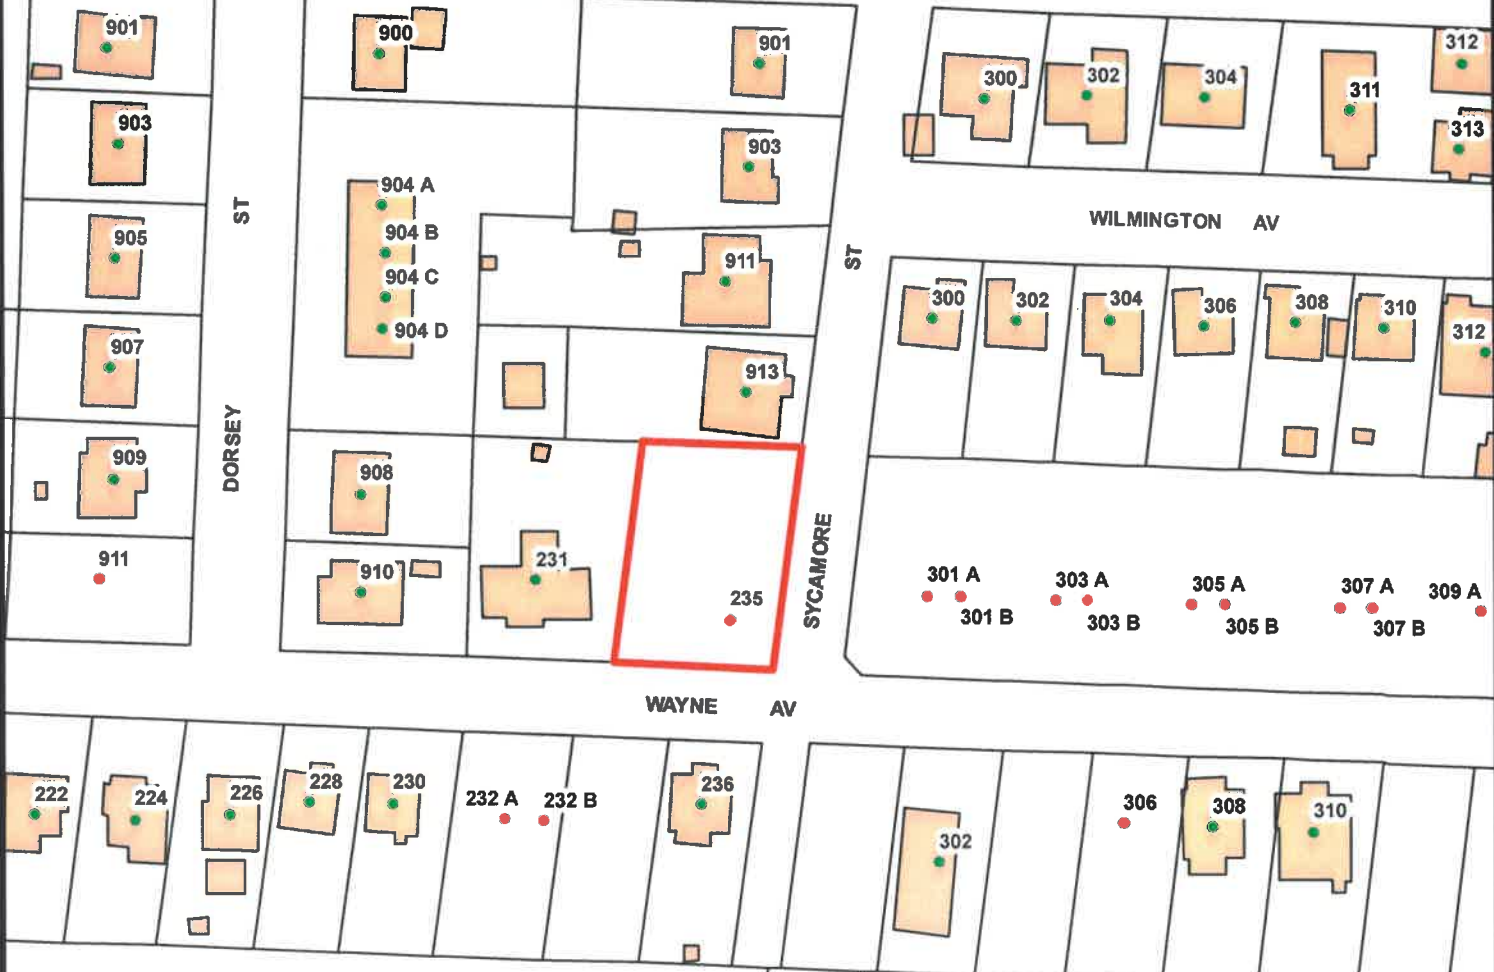 901
900
901
300
302
304
311
312
903
903
313
904 A
ST
904 B
WILMINGTON AV
905
911
ST
904 C
300
302
304
306
308
310
904 D
312
907
913
DORSEY
909
908
SYCAMORE
911
910
231
235
301 A
301 B
303 A
303 B
305 A
305 B
307 A
307 B
309 A
WAYNE AV
222
224
226
228
230
232 A
232 B
236
302
306
308
310